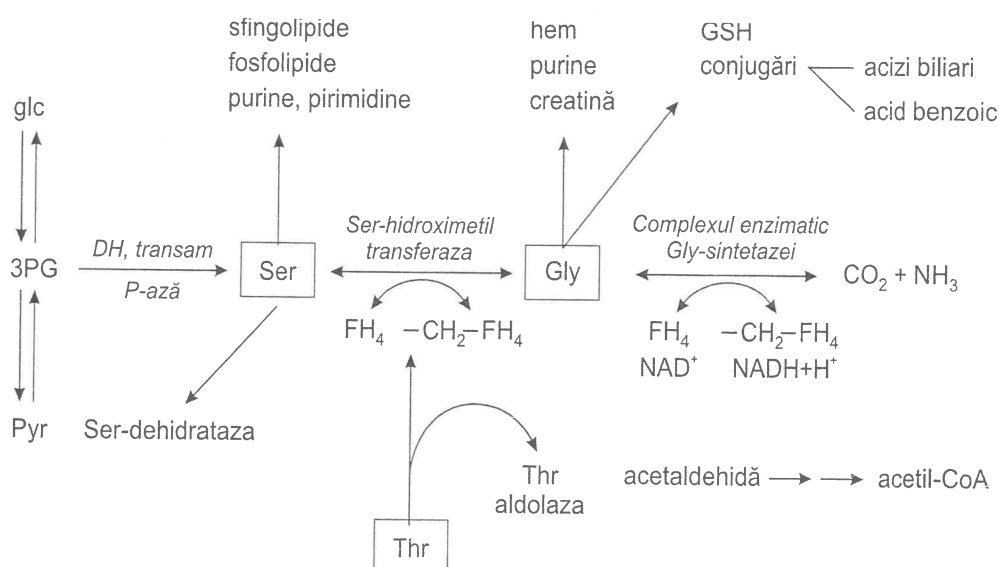 sfingolipide
fosfolipide
purine, pirimidine
hem
purine
creatină
GSH
conjugări
acizi biliari
acid benzoic
glc
3PG
Pyr
DH, transam
P-ază
Ser
Ser-hidroximetil
transferaza
Gly
Complexul enzimatic
Gly-sintetazei
CO₂ + NH₃
FH₄ –CH₂–FH₄
FH₄ –CH₂–FH₄
NAD⁺ NADH+H⁺
Ser-dehidrataza
Thr
aldolaza
acetaldehidă
acetil-CoA
Thr